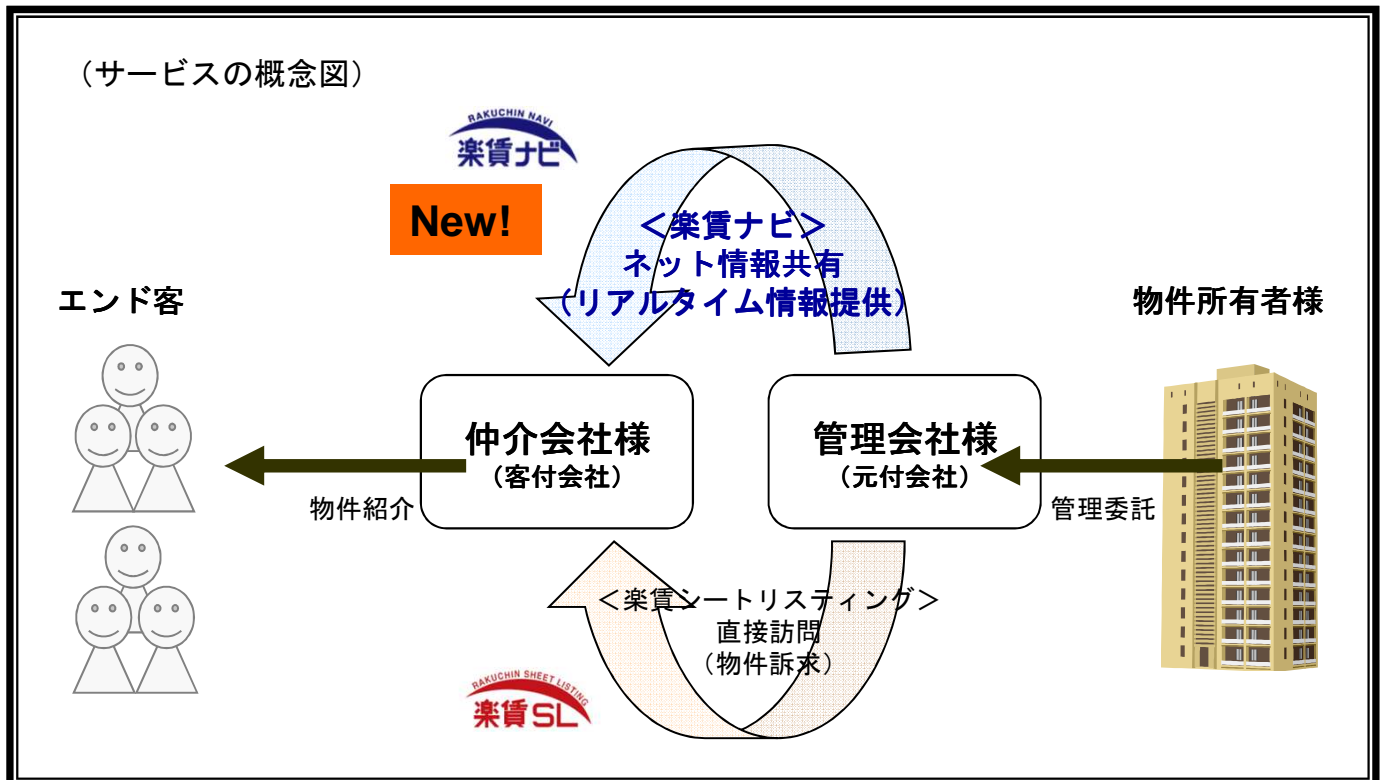 （サービスの概念図）
RAKUCHIN NAVI
楽賃ナビ
New!
＜楽賃ナビ＞
ネット情報共有
（リアルタイム情報提供）
エンド客
物件所有者様
仲介会社様
（客付会社）
管理会社様
（元付会社）
物件紹介
管理委託
＜楽賃シートリスティング＞
直接訪問
（物件訴求）
RAKUCHIN SHEET LISTING
楽賃SL